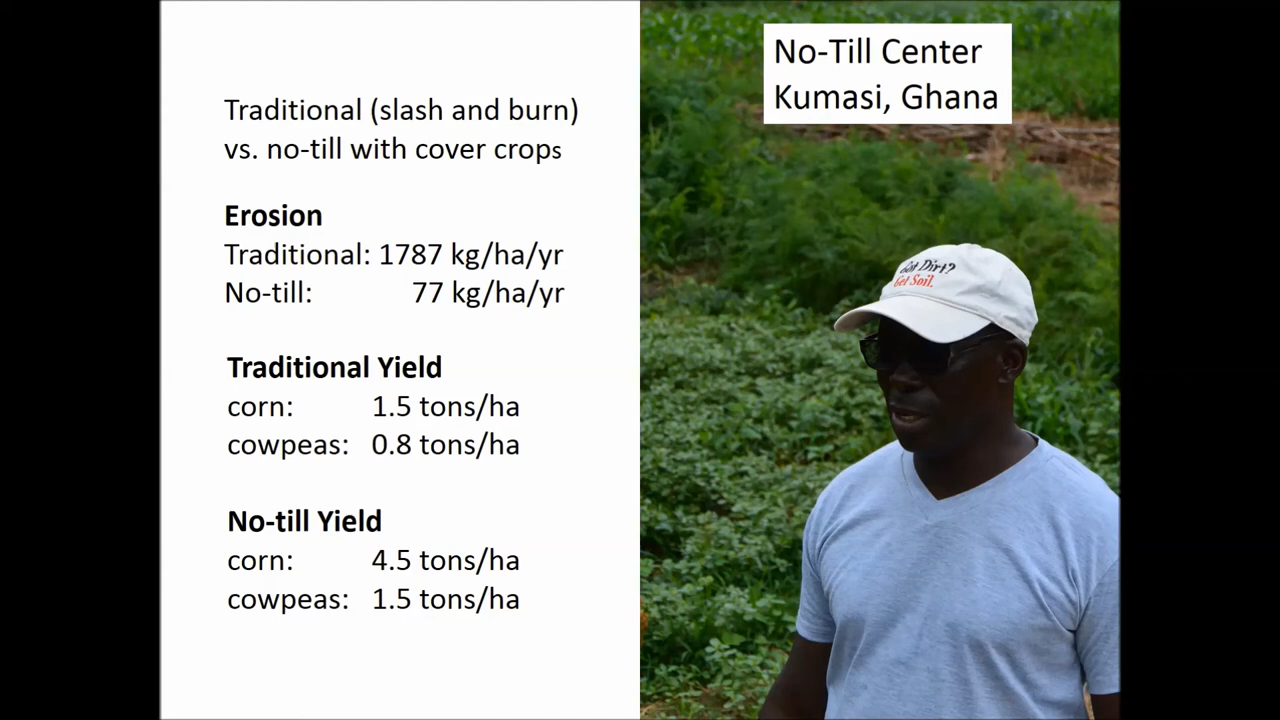 Traditional (slash and burn)
vs. no-till with cover crops
Erosion
Traditional: 1787 kg/ha/yr
No-till: 77 kg/ha/yr
Traditional Yield
corn: 1.5 tons/ha
cowpeas: 0.8 tons/ha
No-till Yield
corn: 4.5 tons/ha
cowpeas: 1.5 tons/ha
No-Till Center
Kumasi, Ghana
Got Dirt?
Get Soil.